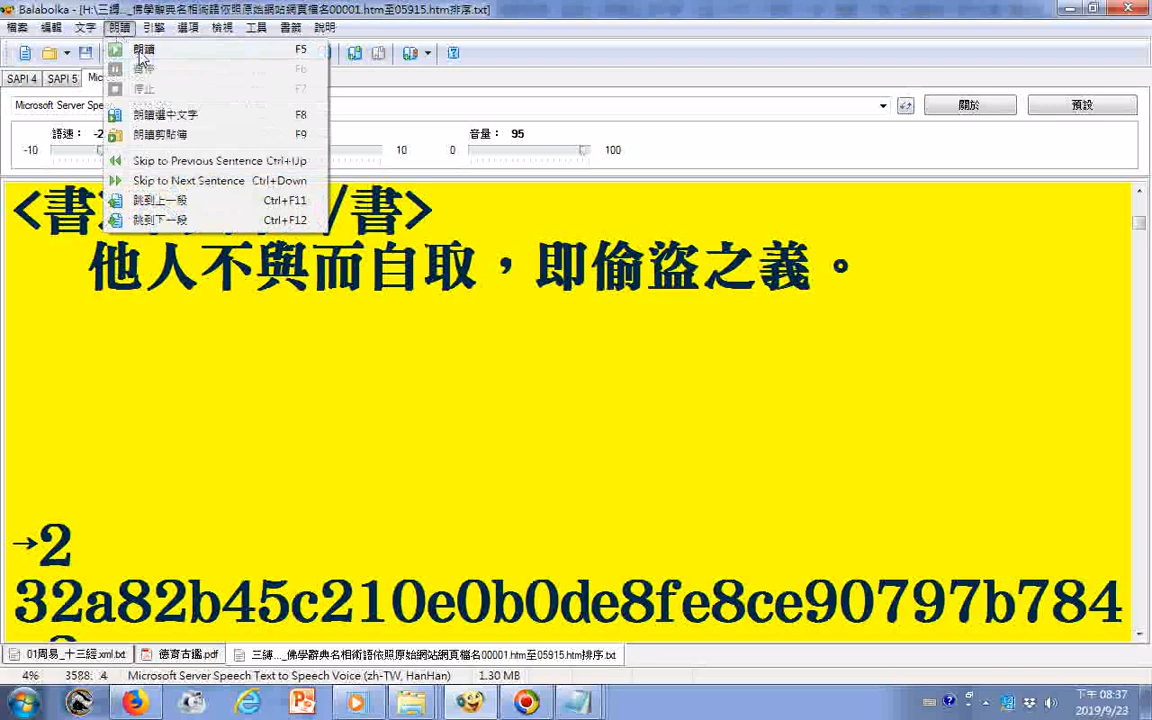 Balabolka - [H:\三縛..._佛學辭典名相術語依照原始網站網頁檔名00001.htm至05915.htm排序.txt]
檔案 編輯 文字 朗讀 引擎 選項 檢視 工具 書籤 說明
朗讀 F5
暫停 F6
停止 F7
朗讀選中文字 F8
朗讀剪貼簿 F9
Skip to Previous Sentence Ctrl+Up
Skip to Next Sentence Ctrl+Down
跳到上一段 Ctrl+F11
跳到下一段 Ctrl+F12
SAPI 4 SAPI 5 Mic
Microsoft Server Spe
關於 預設
語速： -2 音量： 95
-10 10 0 100
<書 /書>
他人不與而自取，即偷盜之義。
→2
32a82b45c210e0b0de8fe8ce90797b784
01周易_十三經.xml.txt 德育古鑑.pdf 三縛..._佛學辭典名相術語依照原始網站網頁檔名00001.htm至05915.htm排序.txt
4% 3588: 4 Microsoft Server Speech Text to Speech Voice (zh-TW, HanHan) 1.30 MB
下午 08:37
2019/9/23